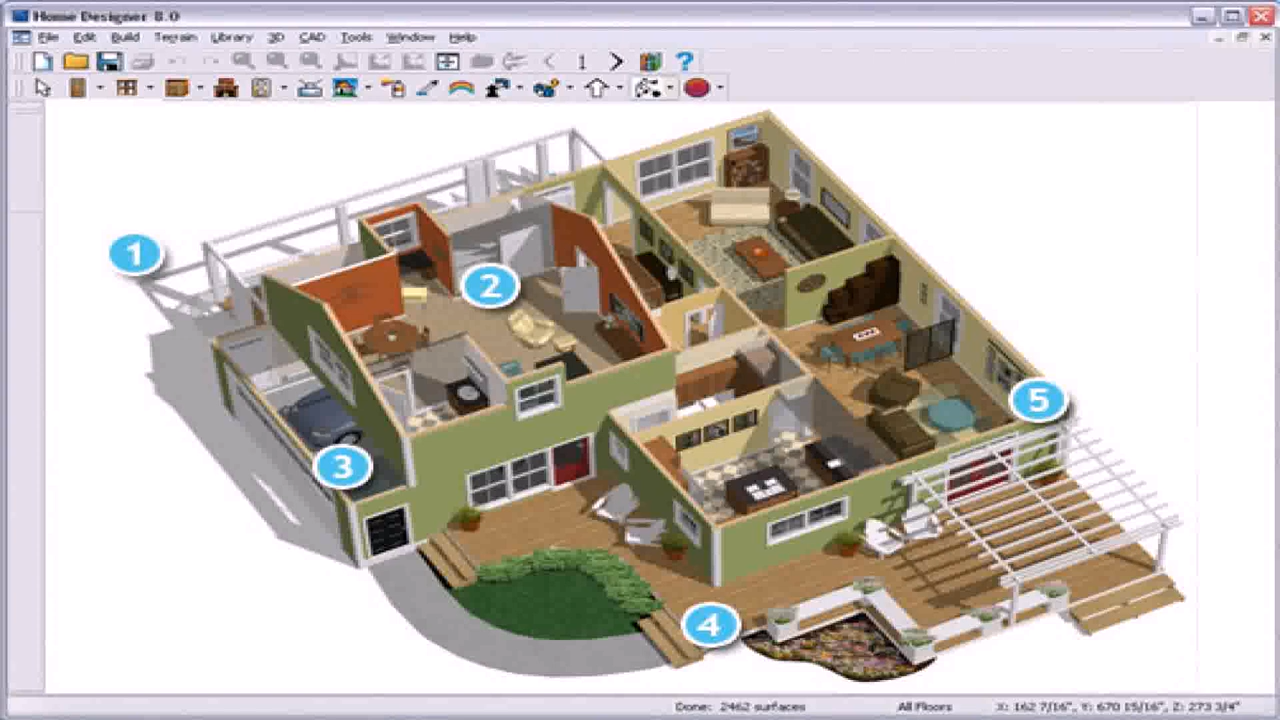 Home Designer 8.0
File Edit Build Terrain Library 3D CAD Tools Window Help
1
1
2
5
3
4
Done: 2462 surfaces All Floors X: 162 7/16", Y: 670 15/16", Z: 273 3/4"